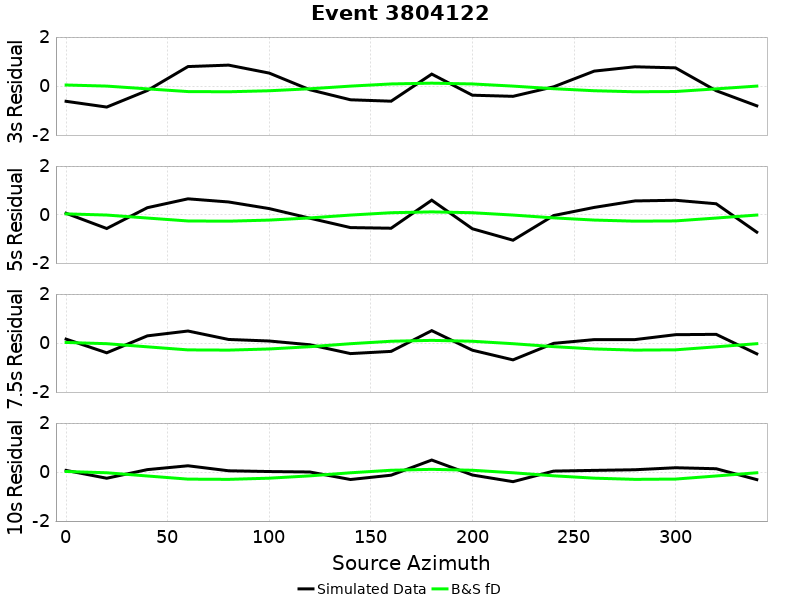 Event 3804122
3s Residual
2
0
-2
5s Residual
2
0
-2
7.5s Residual
2
0
-2
10s Residual
2
0
-2
0 50 100 150 200 250 300
Source Azimuth
Simulated Data B&S fD